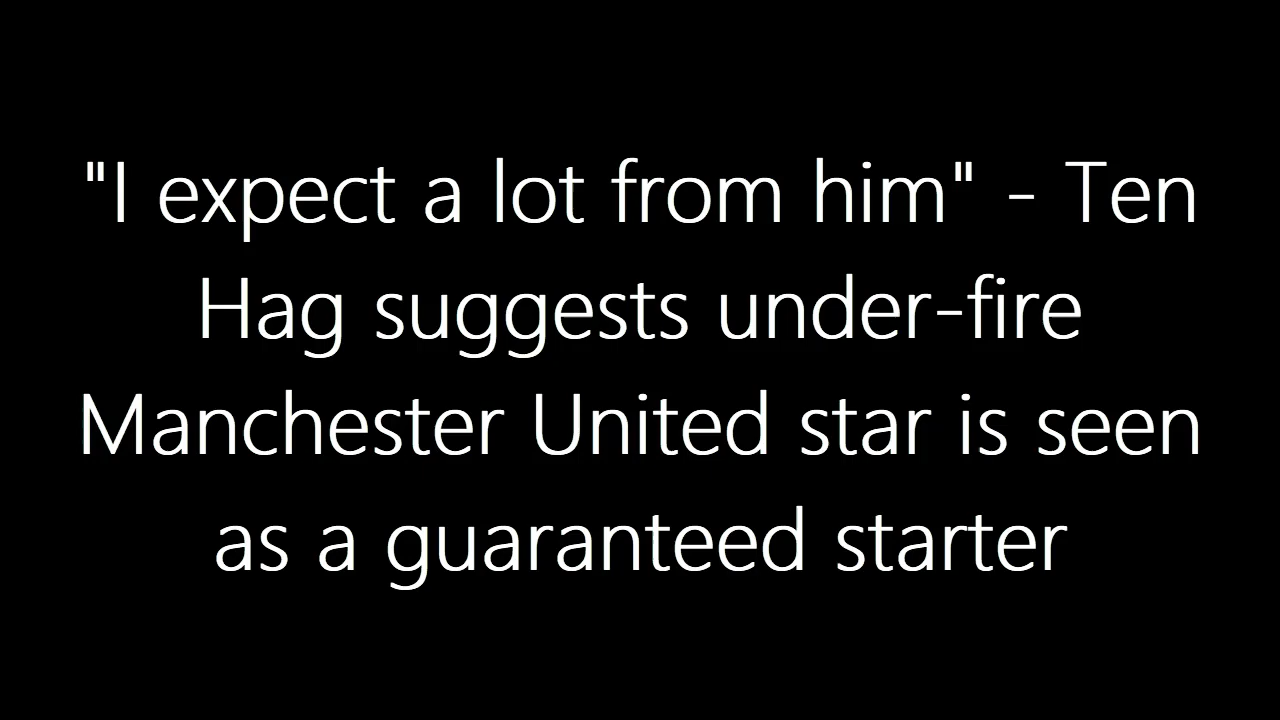 "I expect a lot from him" - Ten
Hag suggests under-fire
Manchester United star is seen
as a guaranteed starter